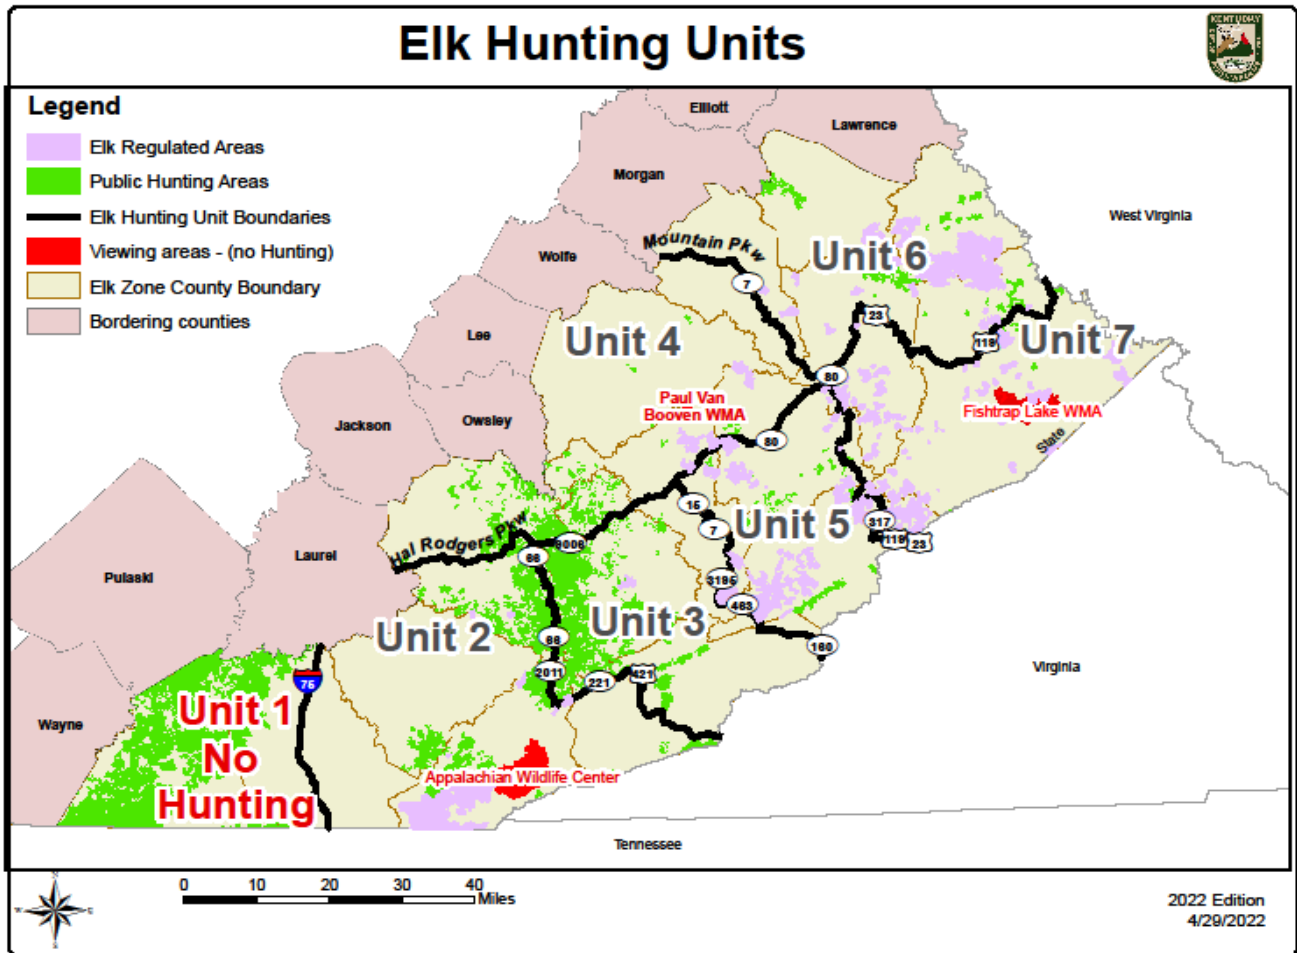 Elk Hunting Units
KENTUCKY
Legend
Elk Regulated Areas
Public Hunting Areas
Elk Hunting Unit Boundaries
Viewing areas - (no Hunting)
Elk Zone County Boundary
Bordering counties
Elliott
Lawrence
Morgan
West Virginia
Mountain Pkw
Wolfe
Unit 6
7
23
Unit 4
Lee
119
Unit 7
80
Paul Van
Booven WMA
Fishtrap Lake WMA
Jackson
Owsley
80
State
15
Unit 5
317
7
119
23
Hal Rodgers Pkw
9006
66
Laurel
Pulaski
3195
463
Unit 3
Unit 2
66
160
2011
221
421
Virginia
75
Wayne
Unit 1
No
Hunting
Appalachian Wildlife Center
Tennessee
N
W
E
S
0 10 20 30 40
Miles
2022 Edition
4/29/2022